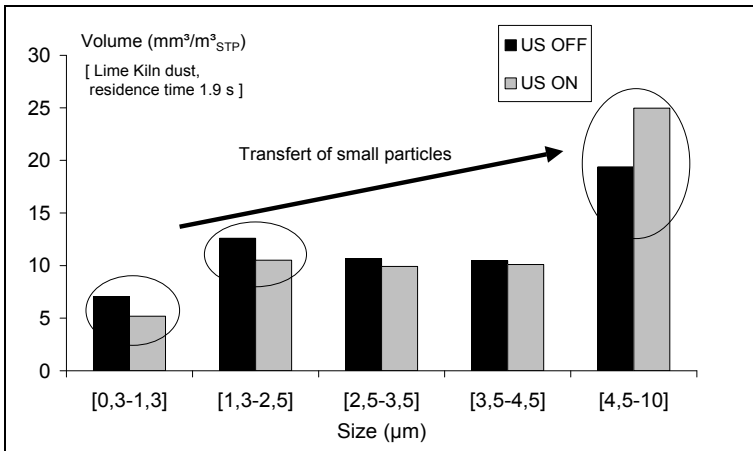 Volume (mm³/m³STP)
[ Lime Kiln dust,
residence time 1.9 s ]
US OFF
US ON
Transfert of small particles
30
25
20
15
10
5
0
[0,3-1,3] [1,3-2,5] [2,5-3,5] [3,5-4,5] [4,5-10]
Size (µm)